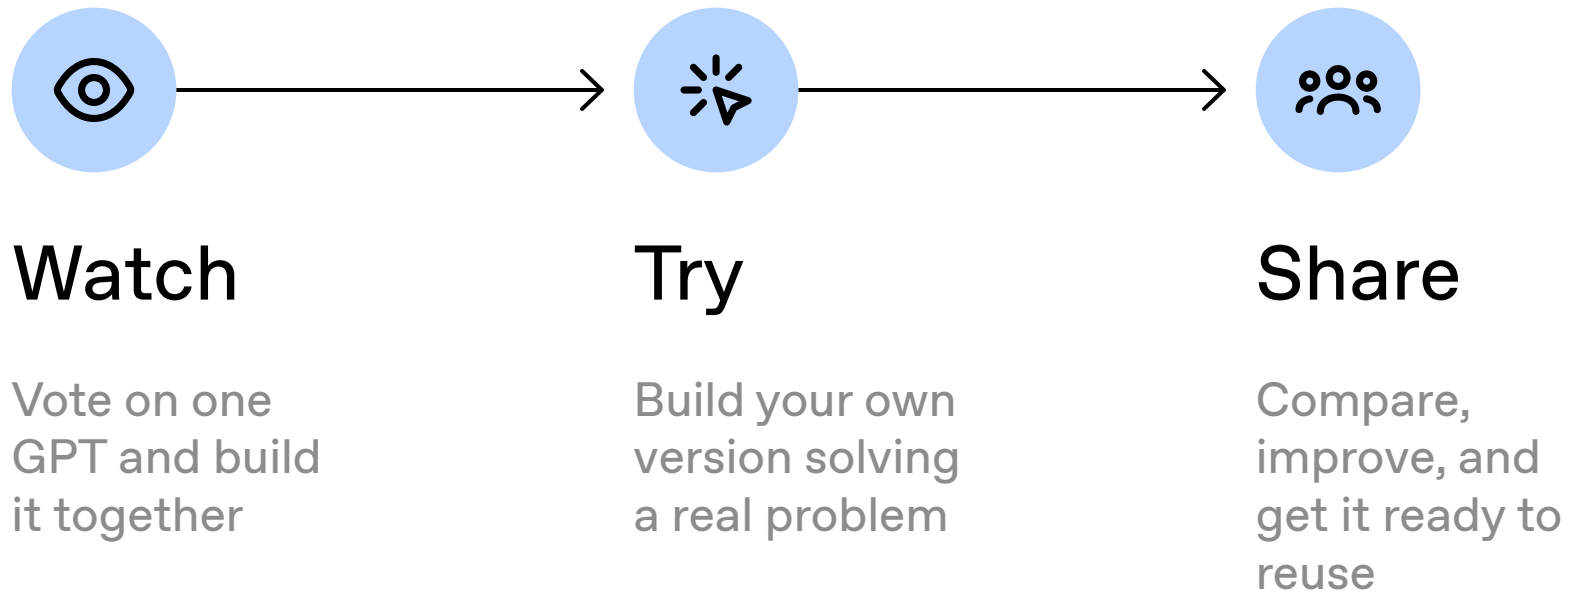 Watch
Vote on one
GPT and build
it together
Try
Build your own
version solving
a real problem
Share
Compare,
improve, and
get it ready to
reuse